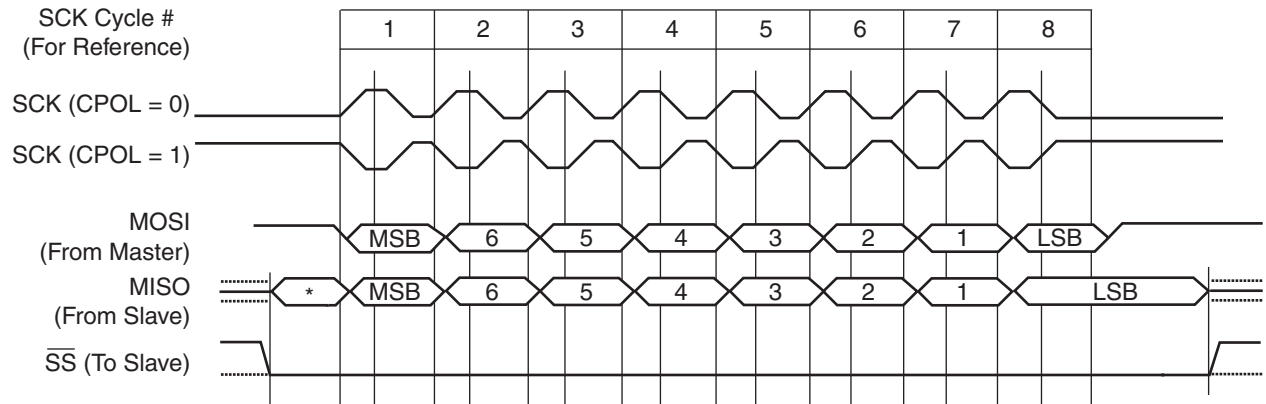 SCK Cycle #
(For Reference)
1 2 3 4 5 6 7 8
SCK (CPOL = 0)
SCK (CPOL = 1)
MOSI
(From Master)
MSB 6 5 4 3 2 1 LSB
MISO
(From Slave)
* MSB 6 5 4 3 2 1 LSB
S̅S̅ (To Slave)